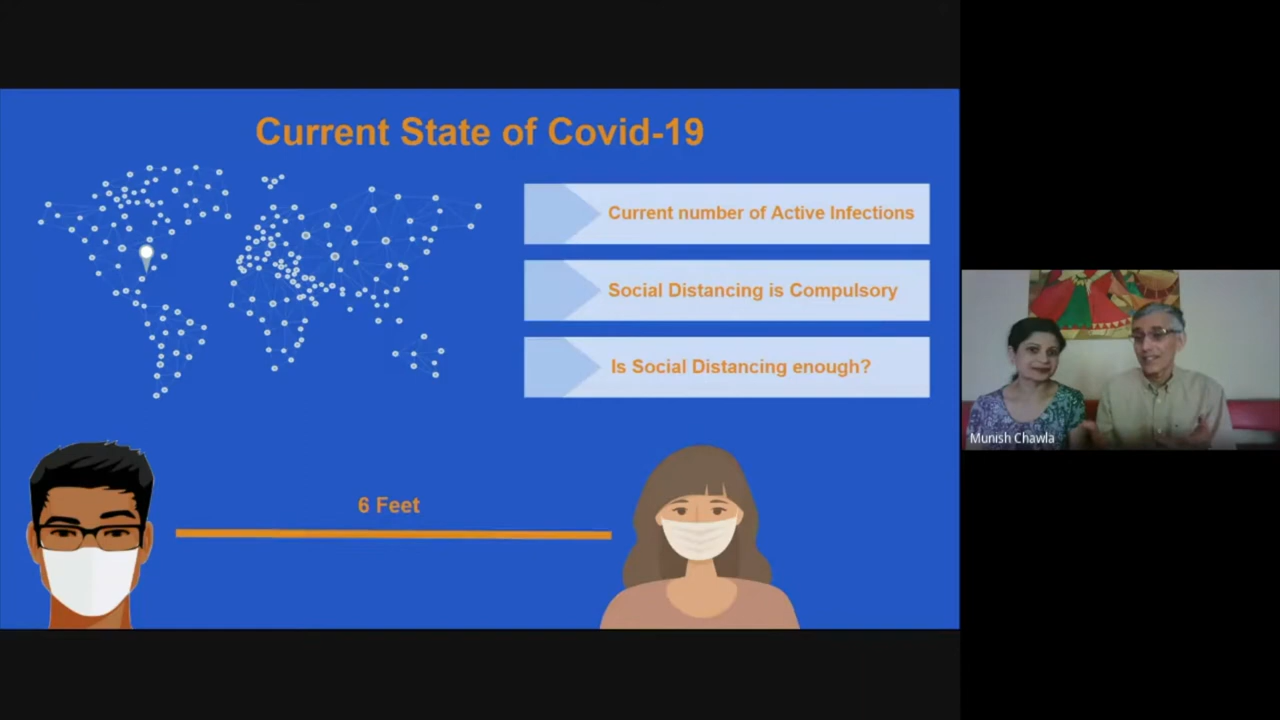 Current State of Covid-19
Current number of Active Infections
Social Distancing is Compulsory
Is Social Distancing enough?
6 Feet
Munish Chawla